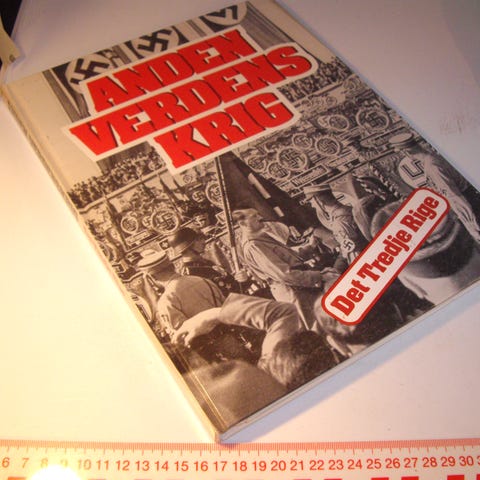 ANDEN
VERDENS
KRIG
Det Tredje Rige
6 7 8 9 10 11 12 13 14 15 16 17 18 19 20 21 22 23 24 25 26 27 28 29 30